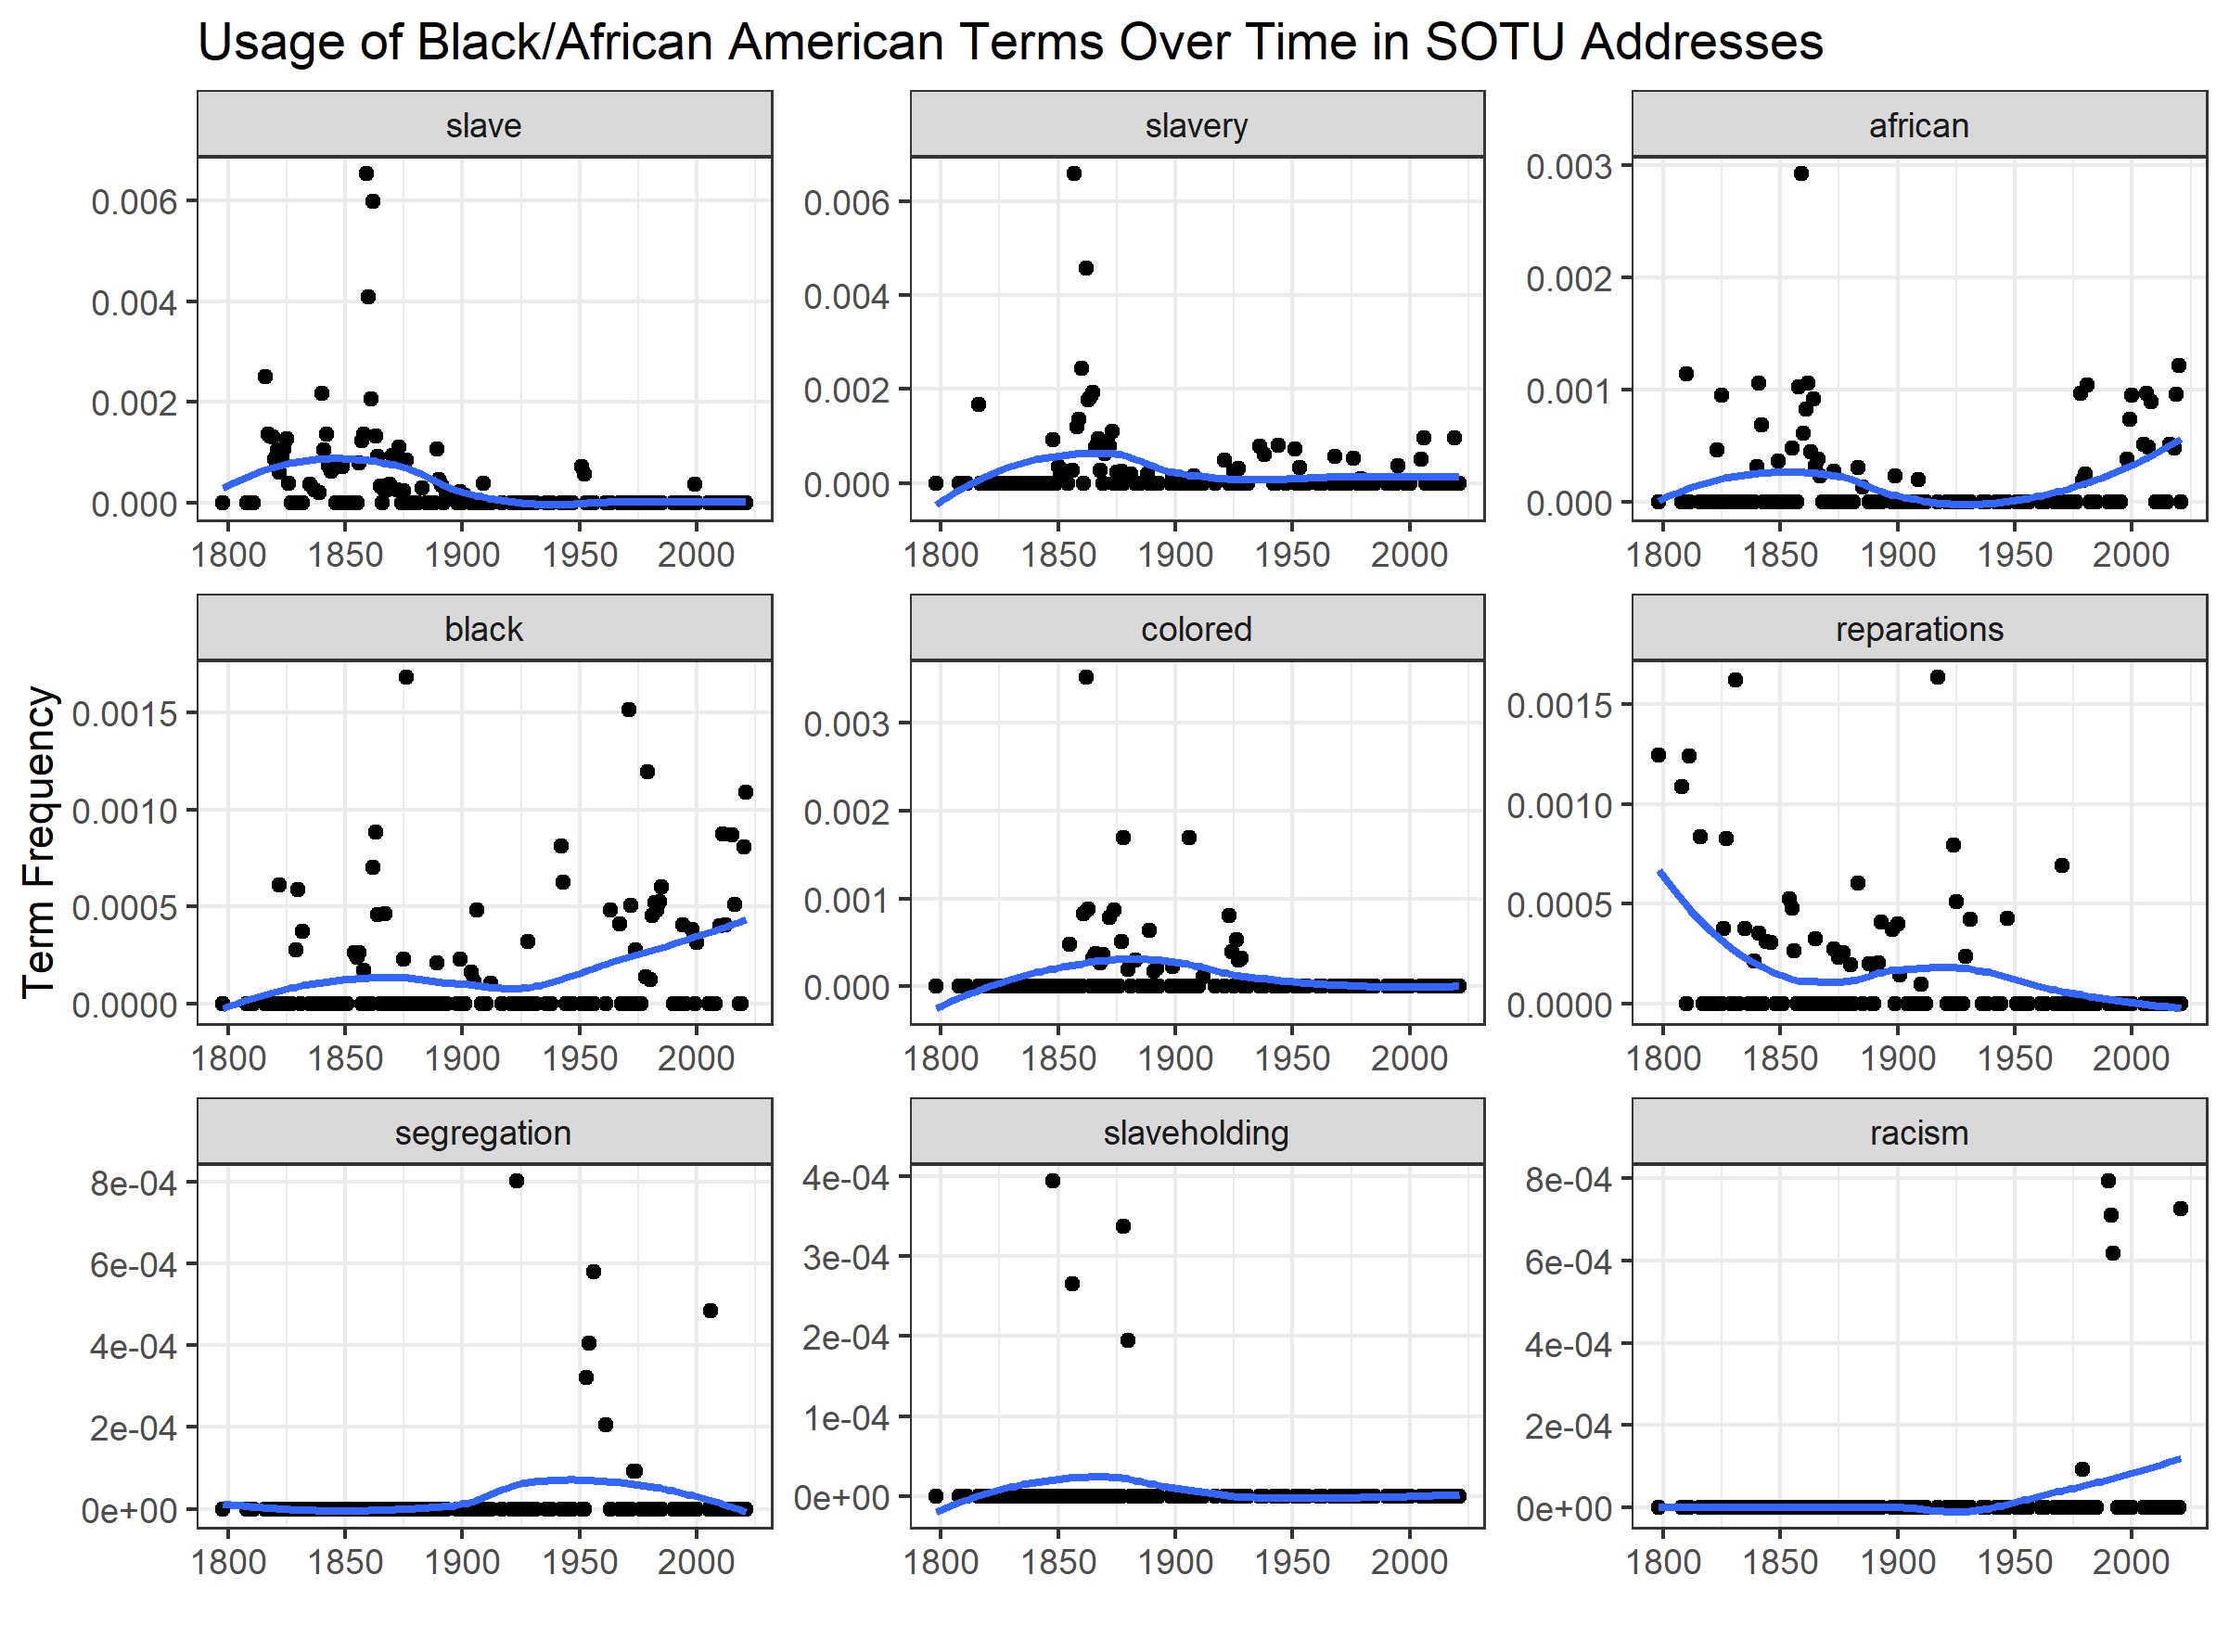 Usage of Black/African American Terms Over Time in SOTU Addresses
slave slavery african
0.006 0.004 0.002 0.000
0.006 0.004 0.002 0.000
0.003 0.002 0.001 0.000
1800 1850 1900 1950 2000
1800 1850 1900 1950 2000
1800 1850 1900 1950 2000
Term Frequency
black colored reparations
0.0015 0.0010 0.0005 0.0000
0.003 0.002 0.001 0.000
0.0015 0.0010 0.0005 0.0000
1800 1850 1900 1950 2000
1800 1850 1900 1950 2000
1800 1850 1900 1950 2000
segregation slaveholding racism
8e-04 6e-04 4e-04 2e-04 0e+00
4e-04 3e-04 2e-04 1e-04 0e+00
8e-04 6e-04 4e-04 2e-04 0e+00
1800 1850 1900 1950 2000
1800 1850 1900 1950 2000
1800 1850 1900 1950 2000